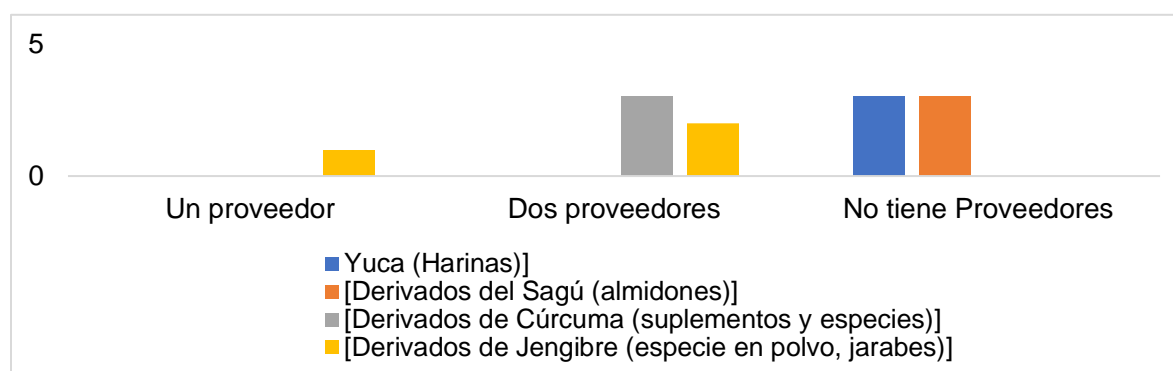 5
0
Un proveedor Dos proveedores No tiene Proveedores
Yuca (Harinas)]
[Derivados del Sagú (almidones)]
[Derivados de Cúrcuma (suplementos y especies)]
[Derivados de Jengibre (especie en polvo, jarabes)]